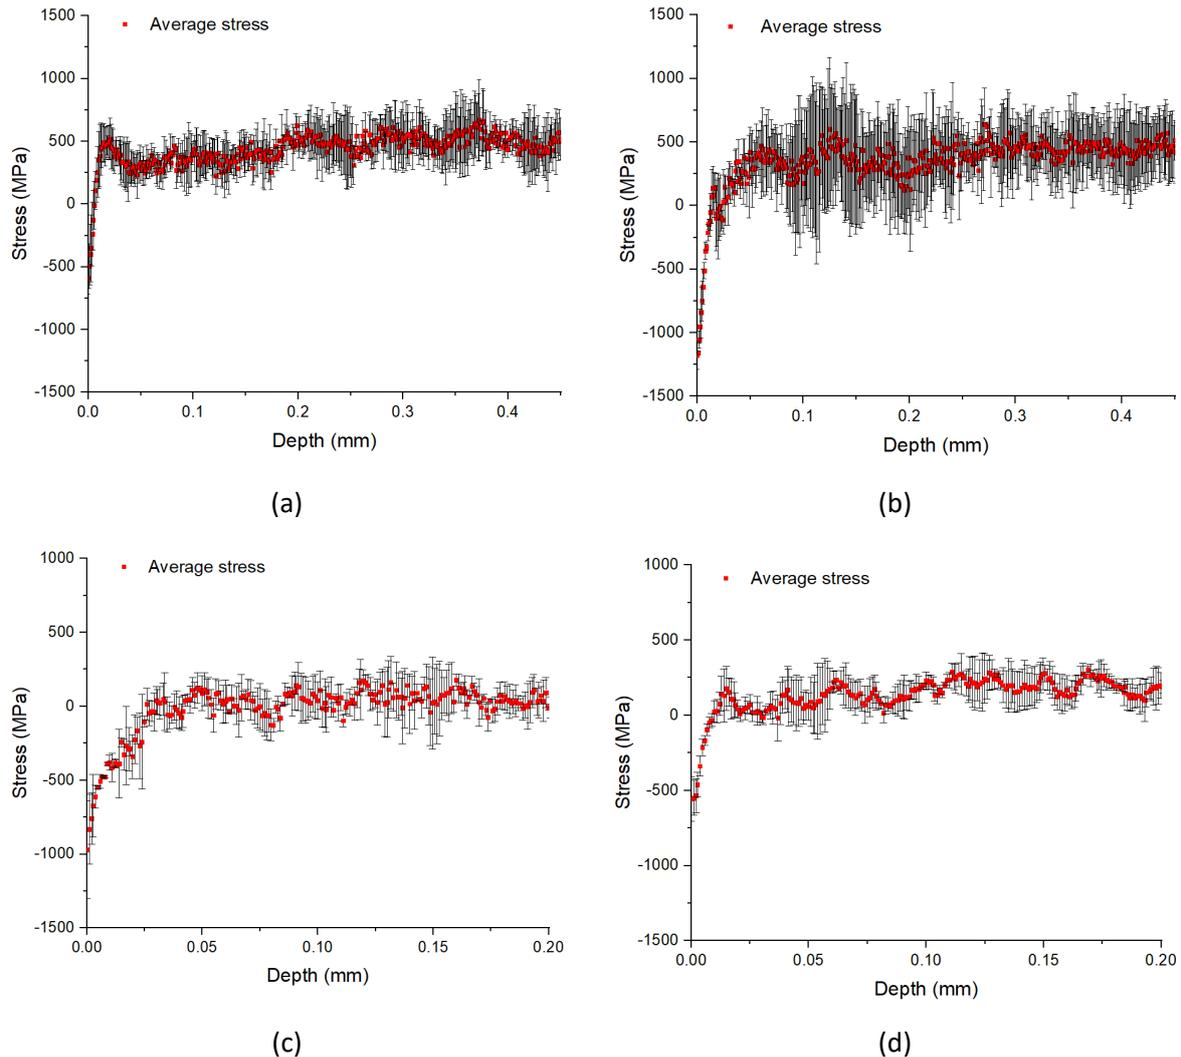 Average stress
1500
1000
500
0
-500
-1000
-1500
Stress (MPa)
0.0 0.1 0.2 0.3 0.4
Depth (mm)
(a)
Average stress
1500
1000
500
0
-500
-1000
-1500
Stress (MPa)
0.0 0.1 0.2 0.3 0.4
Depth (mm)
(b)
Average stress
1000
500
0
-500
-1000
-1500
Stress (MPa)
0.00 0.05 0.10 0.15 0.20
Depth (mm)
(c)
Average stress
1000
500
0
-500
-1000
-1500
Stress (MPa)
0.00 0.05 0.10 0.15 0.20
Depth (mm)
(d)